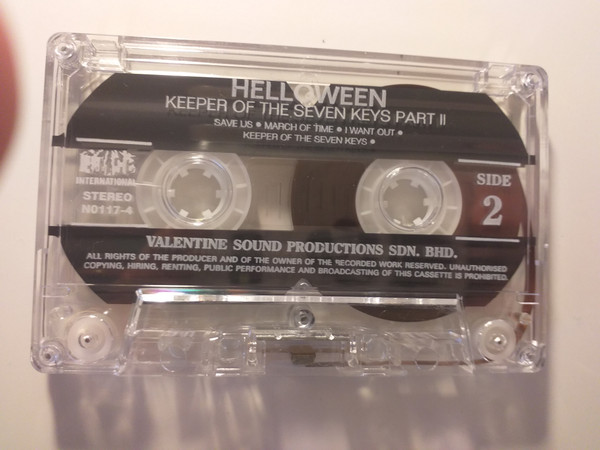 HELLOWEEN
KEEPER OF THE SEVEN KEYS PART II
SAVE US • MARCH OF TIME • I WANT OUT •
KEEPER OF THE SEVEN KEYS •
NOISE
INTERNATIONAL
STEREO
N0117-4
SIDE
2
VALENTINE SOUND PRODUCTIONS SDN. BHD.
ALL RIGHTS OF THE PRODUCER AND OF THE OWNER OF THE RECORDED WORK RESERVED. UNAUTHORISED
COPYING, HIRING, RENTING, PUBLIC PERFORMANCE AND BROADCASTING OF THIS CASSETTE IS PROHIBITED.